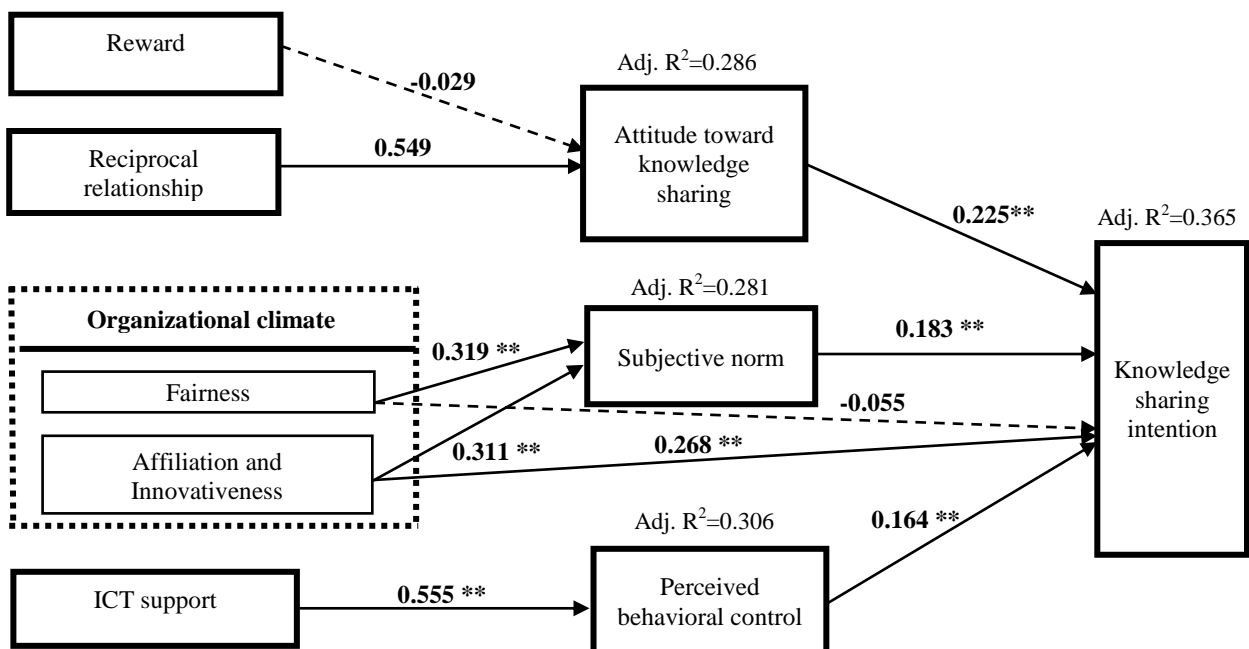 Reward
Adj. R²=0.286
-0.029
Attitude toward
knowledge
sharing
Reciprocal
relationship
0.549
0.225**
Adj. R²=0.365
Organizational climate
Adj. R²=0.281
0.319 **
Subjective norm
0.183 **
Fairness
-0.055
Knowledge
sharing
intention
Affiliation and
Innovativeness
0.311 **
0.268 **
Adj. R²=0.306
0.164 **
ICT support
0.555 **
Perceived
behavioral control